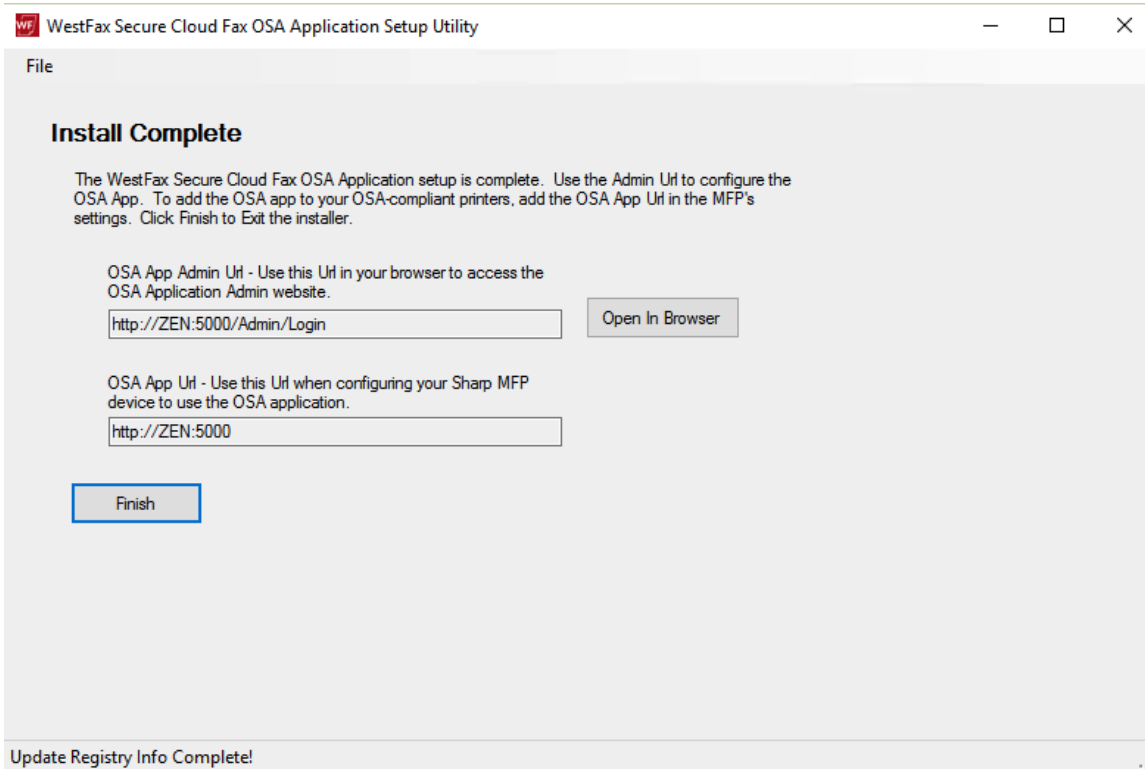 WF WestFax Secure Cloud Fax OSA Application Setup Utility
File
Install Complete
The WestFax Secure Cloud Fax OSA Application setup is complete. Use the Admin Url to configure the
OSA App. To add the OSA app to your OSA-compliant printers, add the OSA App Url in the MFP's
settings. Click Finish to Exit the installer.
OSA App Admin Url - Use this Url in your browser to access the
OSA Application Admin website.
http://ZEN:5000/Admin/Login
Open In Browser
OSA App Url - Use this Url when configuring your Sharp MFP
device to use the OSA application.
http://ZEN:5000
Finish
Update Registry Info Complete!